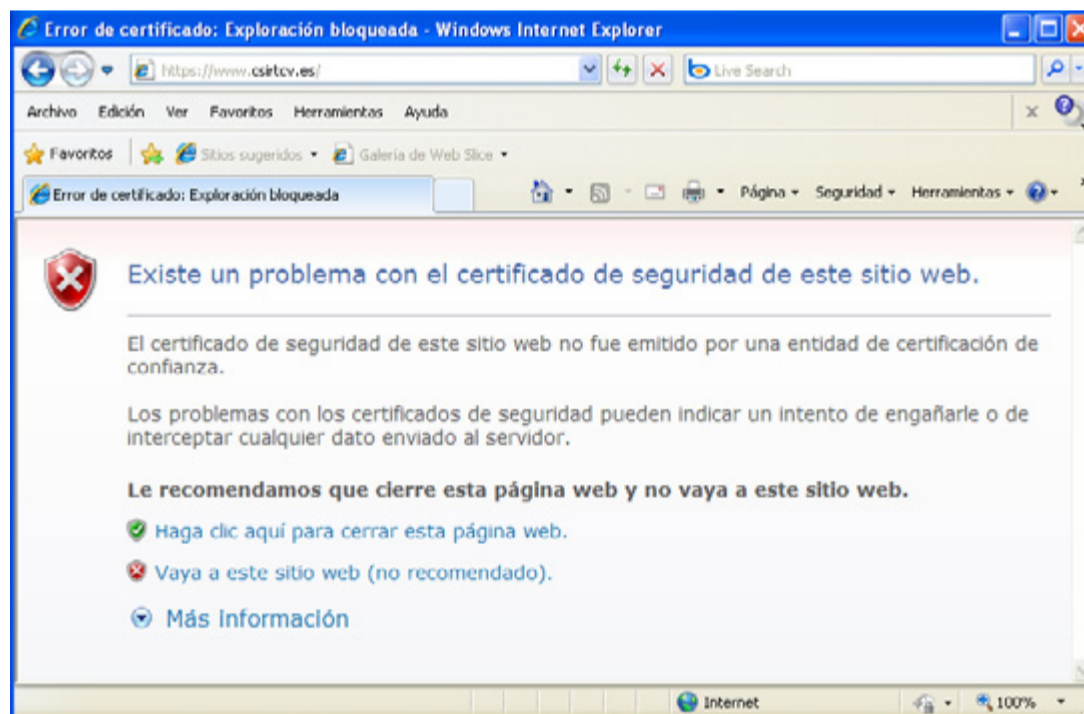 Error de certificado: Exploración bloqueada - Windows Internet Explorer
https://www.csirtcv.es/
Live Search
Archivo Edición Ver Favoritos Herramientas Ayuda
Favoritos Sitios sugeridos Galería de Web Slice
Error de certificado: Exploración bloqueada
Página Seguridad Herramientas
Existe un problema con el certificado de seguridad de este sitio web.
El certificado de seguridad de este sitio web no fue emitido por una entidad de certificación de
confianza.
Los problemas con los certificados de seguridad pueden indicar un intento de engañarle o de
interceptar cualquier dato enviado al servidor.
Le recomendamos que cierre esta página web y no vaya a este sitio web.
Haga clic aquí para cerrar esta página web.
Vaya a este sitio web (no recomendado).
Más información
Internet 100%